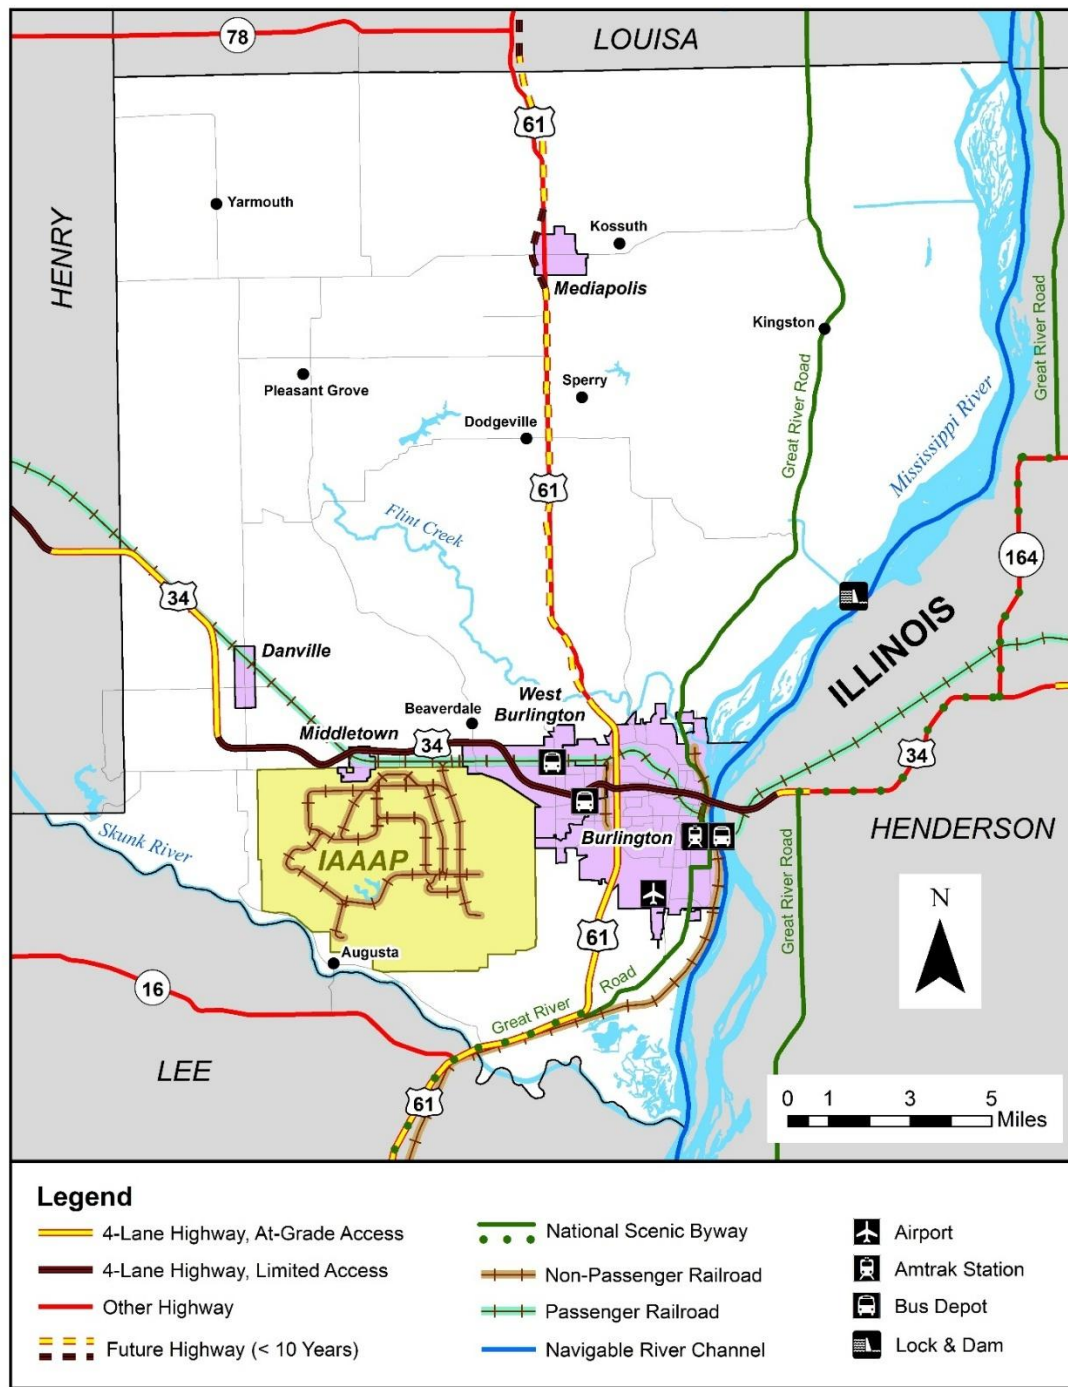 LOUISA
78
61
HENRY
Yarmouth
Kossuth
Mediapolis
Kingston
Great River Road
Pleasant Grove
Sperry
Dodgeville
Great River Road
Mississippi River
61
Flint Creek
164
34
ILLINOIS
Danville
West
Burlington
Beaverdale
Middletown
34
34
Burlington
HENDERSON
Skunk River
IAAAP
Great River Road
N
61
Augusta
16
Great River Road
LEE
61
0 1 3 5
Miles
Legend
4-Lane Highway, At-Grade Access
4-Lane Highway, Limited Access
Other Highway
Future Highway (< 10 Years)
National Scenic Byway
Non-Passenger Railroad
Passenger Railroad
Navigable River Channel
Airport
Amtrak Station
Bus Depot
Lock & Dam